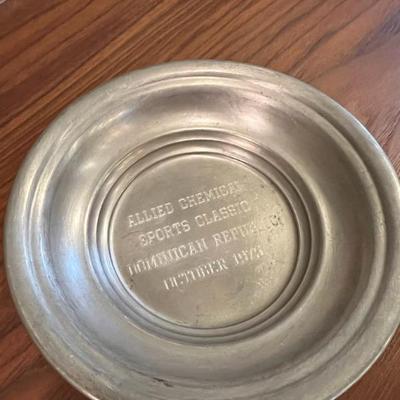 ALLIED CHEMICAL
SPORTS CLASSIC
DOMINICAN REPUBLIC
OCTOBER